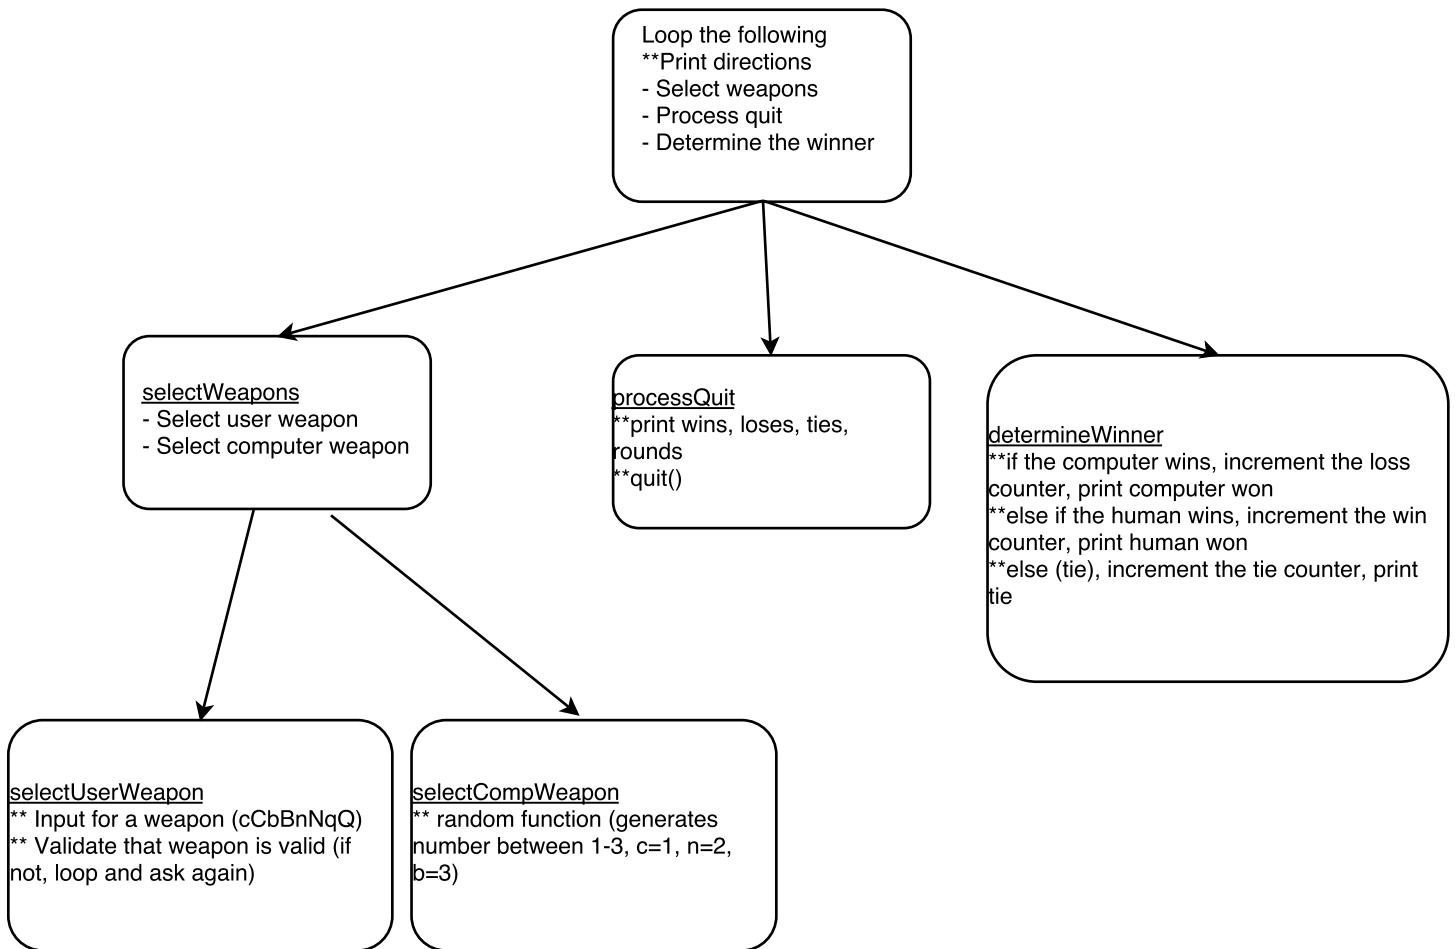 Loop the following
**Print directions
- Select weapons
- Process quit
- Determine the winner
selectWeapons
- Select user weapon
- Select computer weapon
processQuit
**print wins, loses, ties,
rounds
**quit()
determineWinner
**if the computer wins, increment the loss
counter, print computer won
**else if the human wins, increment the win
counter, print human won
**else (tie), increment the tie counter, print
tie
selectUserWeapon
** Input for a weapon (cCbBnNqQ)
** Validate that weapon is valid (if
not, loop and ask again)
selectCompWeapon
** random function (generates
number between 1-3, c=1, n=2,
b=3)